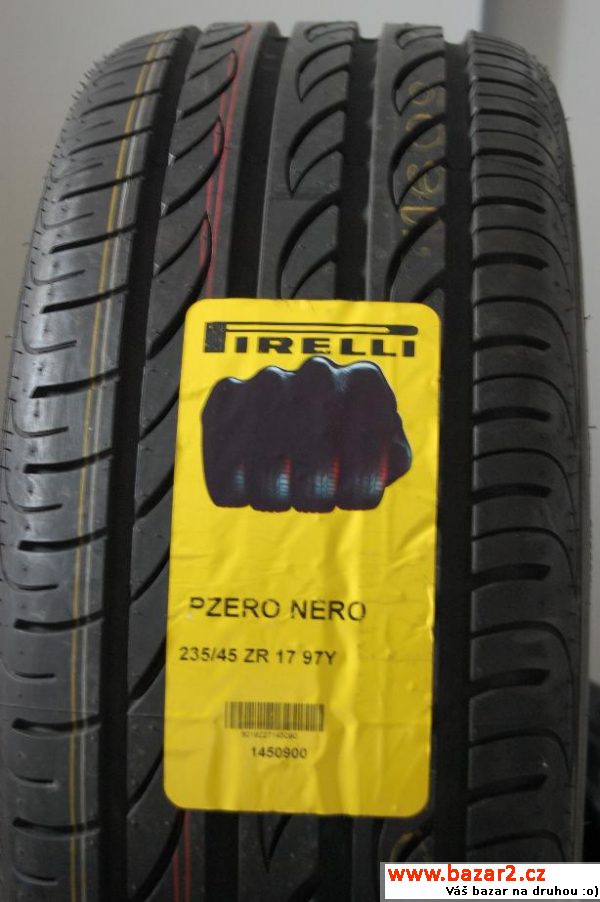 PIRELLI
PZERO NERO
235/45 ZR 17 97Y
1450900
www.bazar2.cz
Váš bazar na druhou :o)